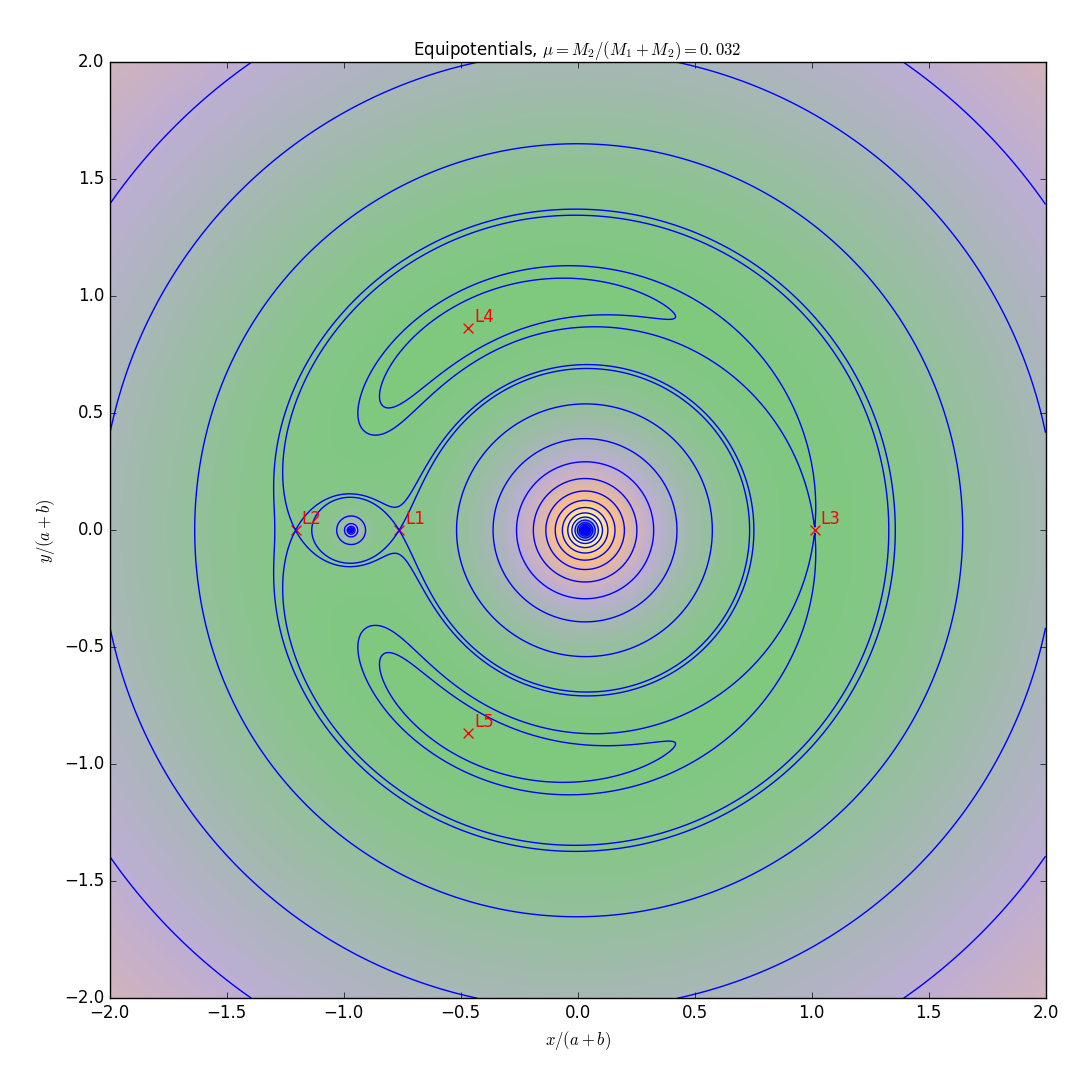 Equipotentials, μ = M₂/(M₁ + M₂) = 0.032
2.0
1.5
1.0
0.5
0.0
−0.5
−1.0
−1.5
−2.0
y/(a + b)
L4
L2
L1
L3
L5
−2.0 −1.5 −1.0 −0.5 0.0 0.5 1.0 1.5 2.0
x/(a + b)